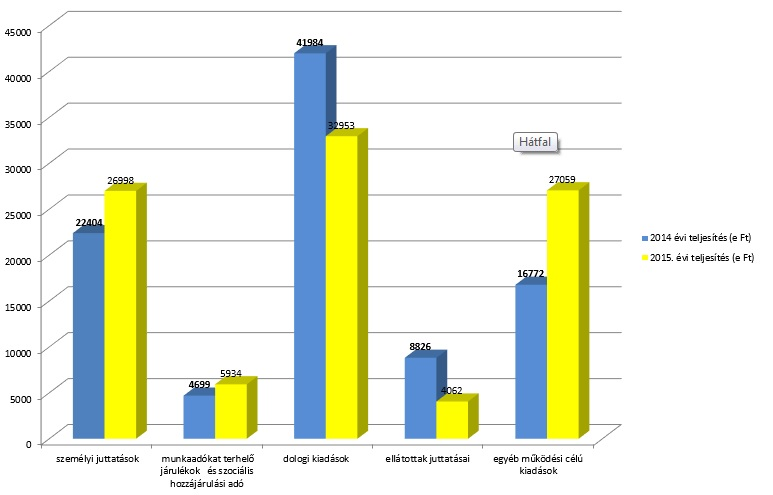 45000
40000
35000
30000
25000
20000
15000
10000
5000
0
22404
26998
4699
5934
41984
32953
8826
4062
16772
27059
Hátfal
2014 évi teljesítés (e Ft)
2015. évi teljesítés (e Ft)
személyi juttatások
munkaadókat terhelő
járulékok és szociális
hozzájárulási adó
dologi kiadások
ellátottak juttatásai
egyéb működési célú
kiadások